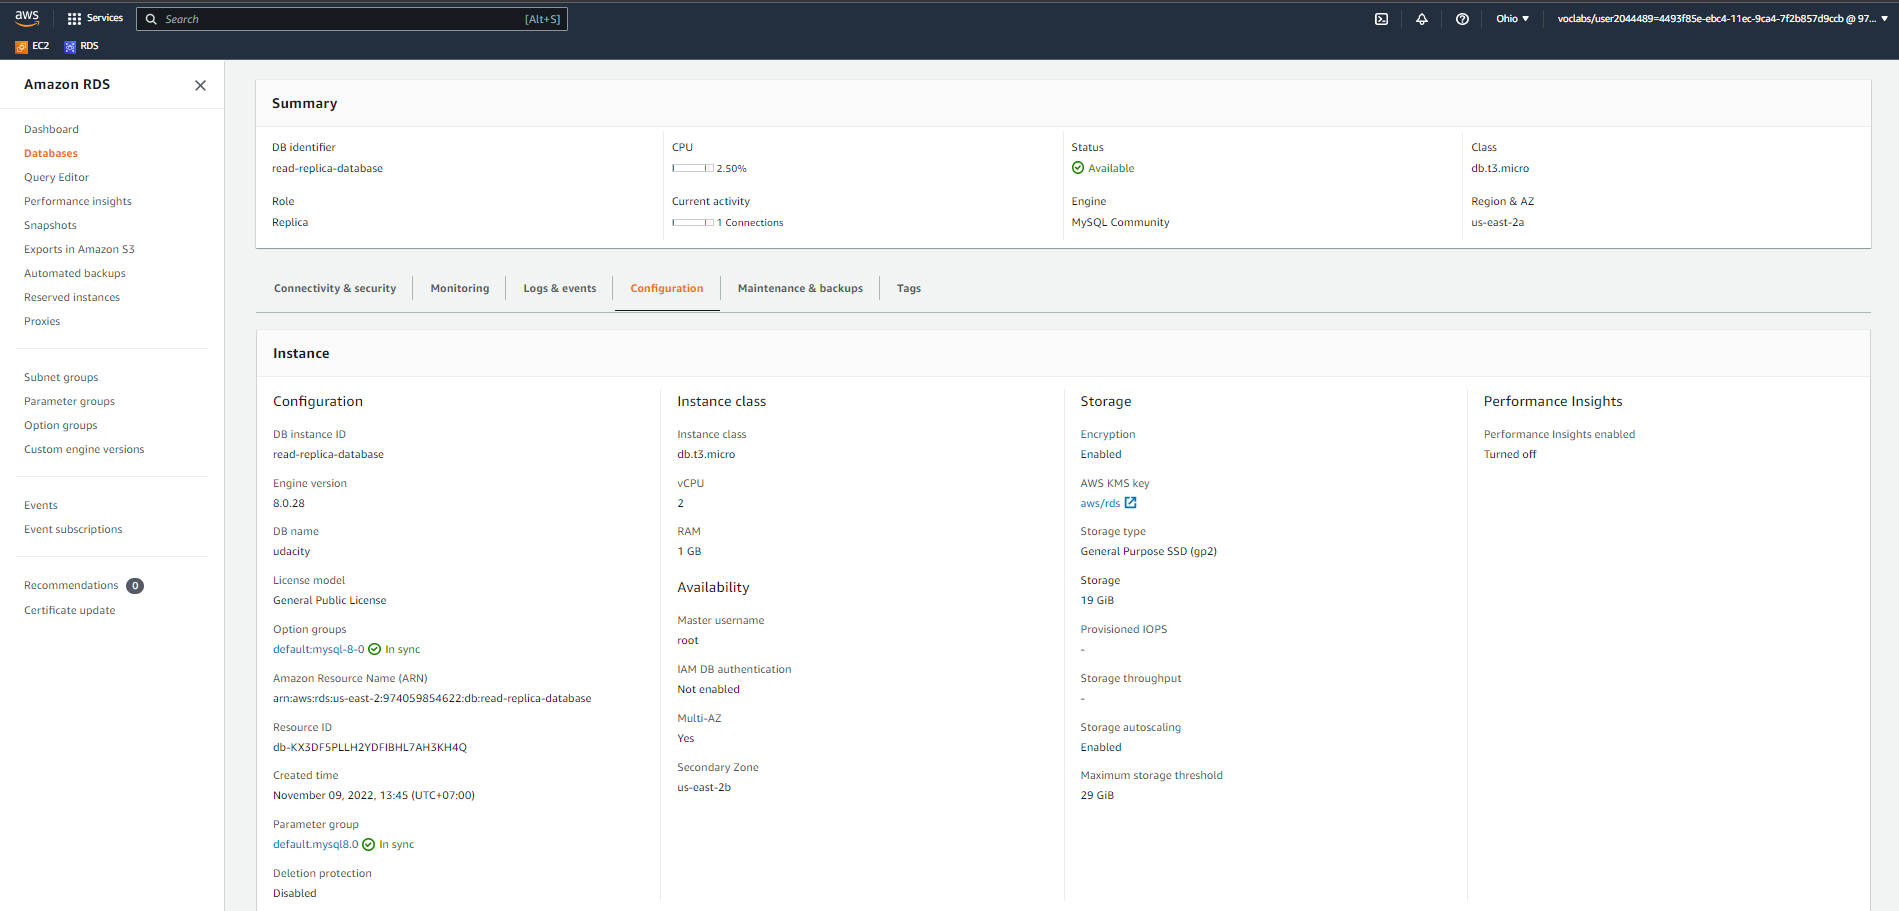 aws
Services
Search [Alt+S]
Ohio ▼
voclabs/user2044489=4493f85e-ebc4-11ec-9ca4-7f2b857d9ccb @ 97... ▼
EC2
RDS
Amazon RDS
Dashboard
Databases
Query Editor
Performance insights
Snapshots
Exports in Amazon S3
Automated backups
Reserved instances
Proxies
Subnet groups
Parameter groups
Option groups
Custom engine versions
Events
Event subscriptions
Recommendations 0
Certificate update
Summary
DB identifier
read-replica-database
CPU
2.50%
Status
Available
Class
db.t3.micro
Role
Replica
Current activity
1 Connections
Engine
MySQL Community
Region & AZ
us-east-2a
Connectivity & security
Monitoring
Logs & events
Configuration
Maintenance & backups
Tags
Instance
Configuration
DB instance ID
read-replica-database
Engine version
8.0.28
DB name
udacity
License model
General Public License
Option groups
default:mysql-8-0 In sync
Amazon Resource Name (ARN)
arn:aws:rds:us-east-2:974059854622:db:read-replica-database
Resource ID
db-KX3DF5PLLH2YDFIBHL7AH3KH4Q
Created time
November 09, 2022, 13:45 (UTC+07:00)
Parameter group
default.mysql8.0 In sync
Deletion protection
Disabled
Instance class
Instance class
db.t3.micro
vCPU
2
RAM
1 GB
Availability
Master username
root
IAM DB authentication
Not enabled
Multi-AZ
Yes
Secondary Zone
us-east-2b
Storage
Encryption
Enabled
AWS KMS key
aws/rds
Storage type
General Purpose SSD (gp2)
Storage
19 GiB
Provisioned IOPS
-
Storage throughput
-
Storage autoscaling
Enabled
Maximum storage threshold
29 GiB
Performance Insights
Performance Insights enabled
Turned off